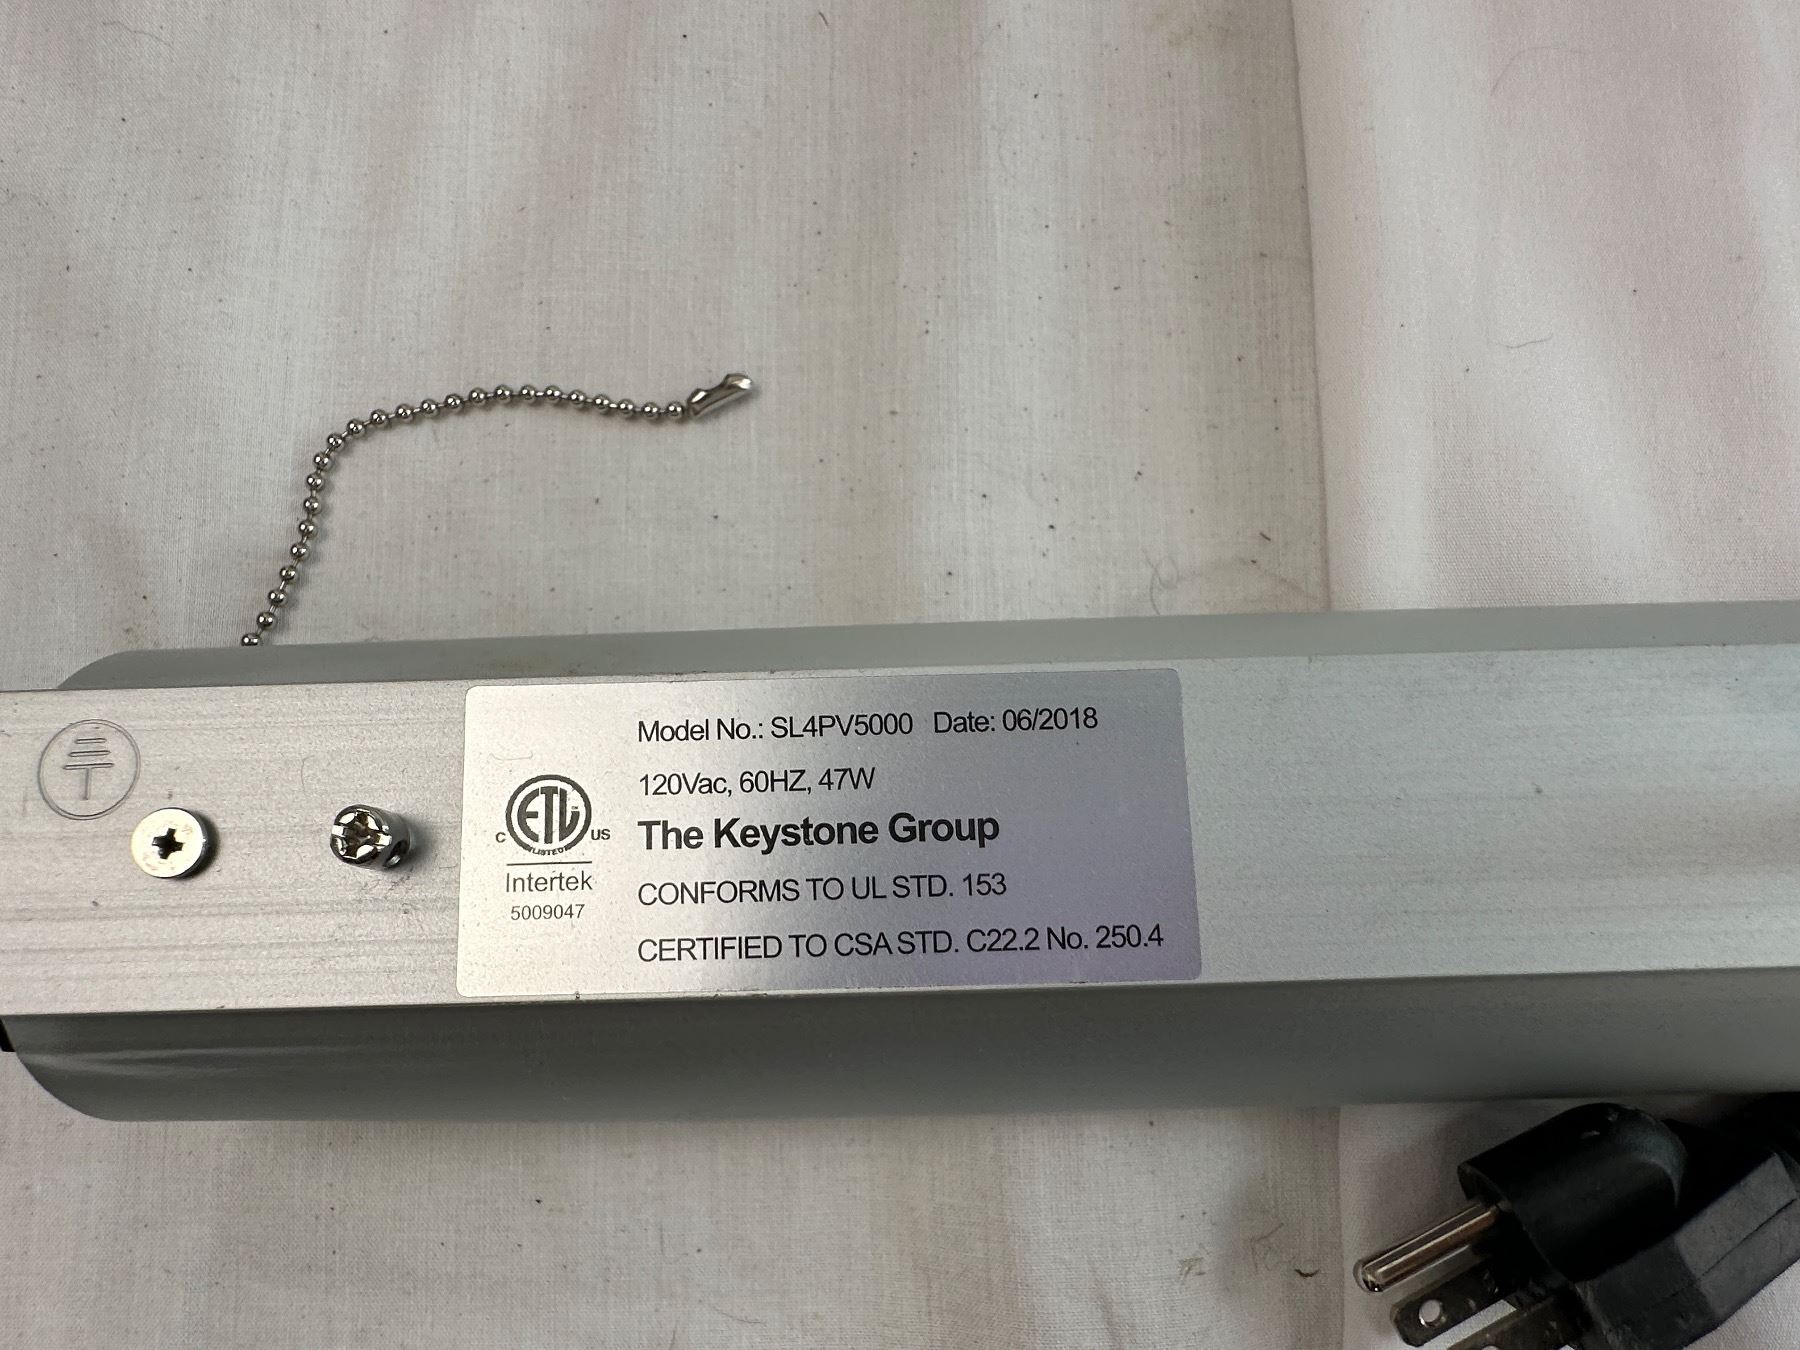 Model No.: SL4PV5000 Date: 06/2018
120Vac, 60HZ, 47W
The Keystone Group
CONFORMS TO UL STD. 153
CERTIFIED TO CSA STD. C22.2 No. 250.4
ETL
C US
LISTED
Intertek
5009047